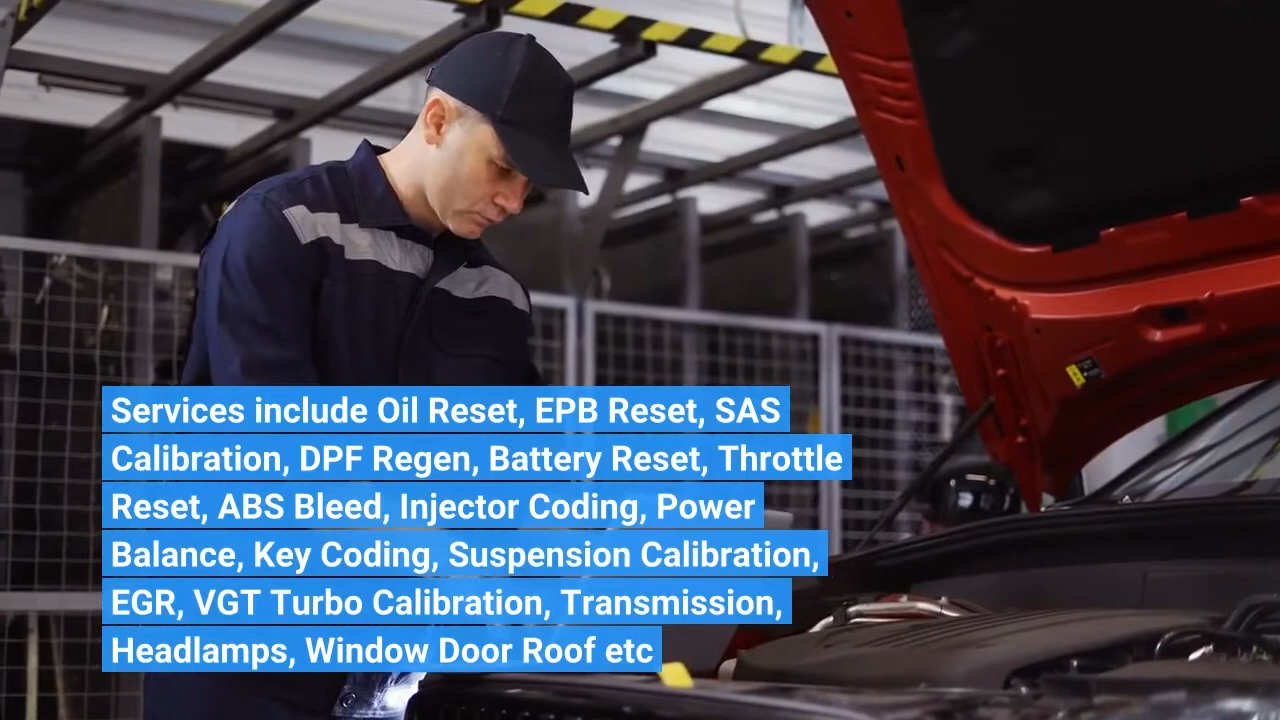 Services include Oil Reset, EPB Reset, SAS
Calibration, DPF Regen, Battery Reset, Throttle
Reset, ABS Bleed, Injector Coding, Power
Balance, Key Coding, Suspension Calibration,
EGR, VGT Turbo Calibration, Transmission,
Headlamps, Window Door Roof etc